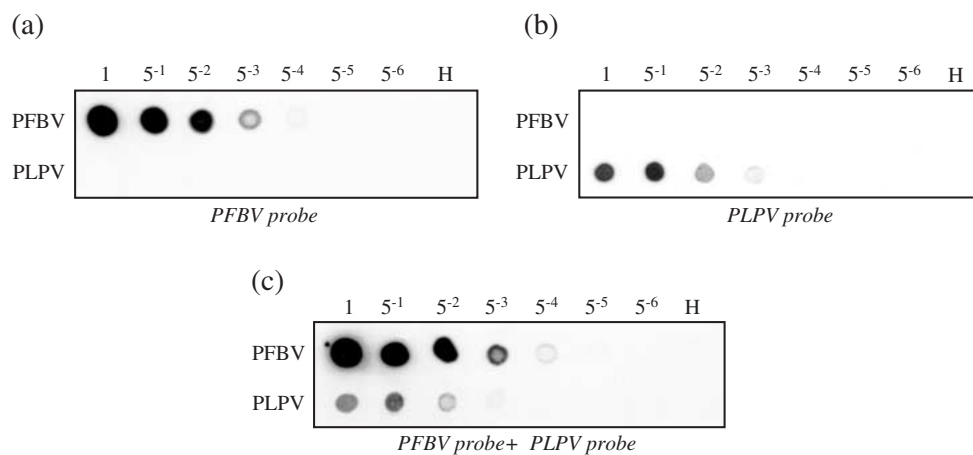 (a)
1 5-1 5-2 5-3 5-4 5-5 5-6 H
PFBV
PLPV
PFBV probe
(b)
1 5-1 5-2 5-3 5-4 5-5 5-6 H
PFBV
PLPV
PLPV probe
(c)
1 5-1 5-2 5-3 5-4 5-5 5-6 H
PFBV
PLPV
PFBV probe+ PLPV probe